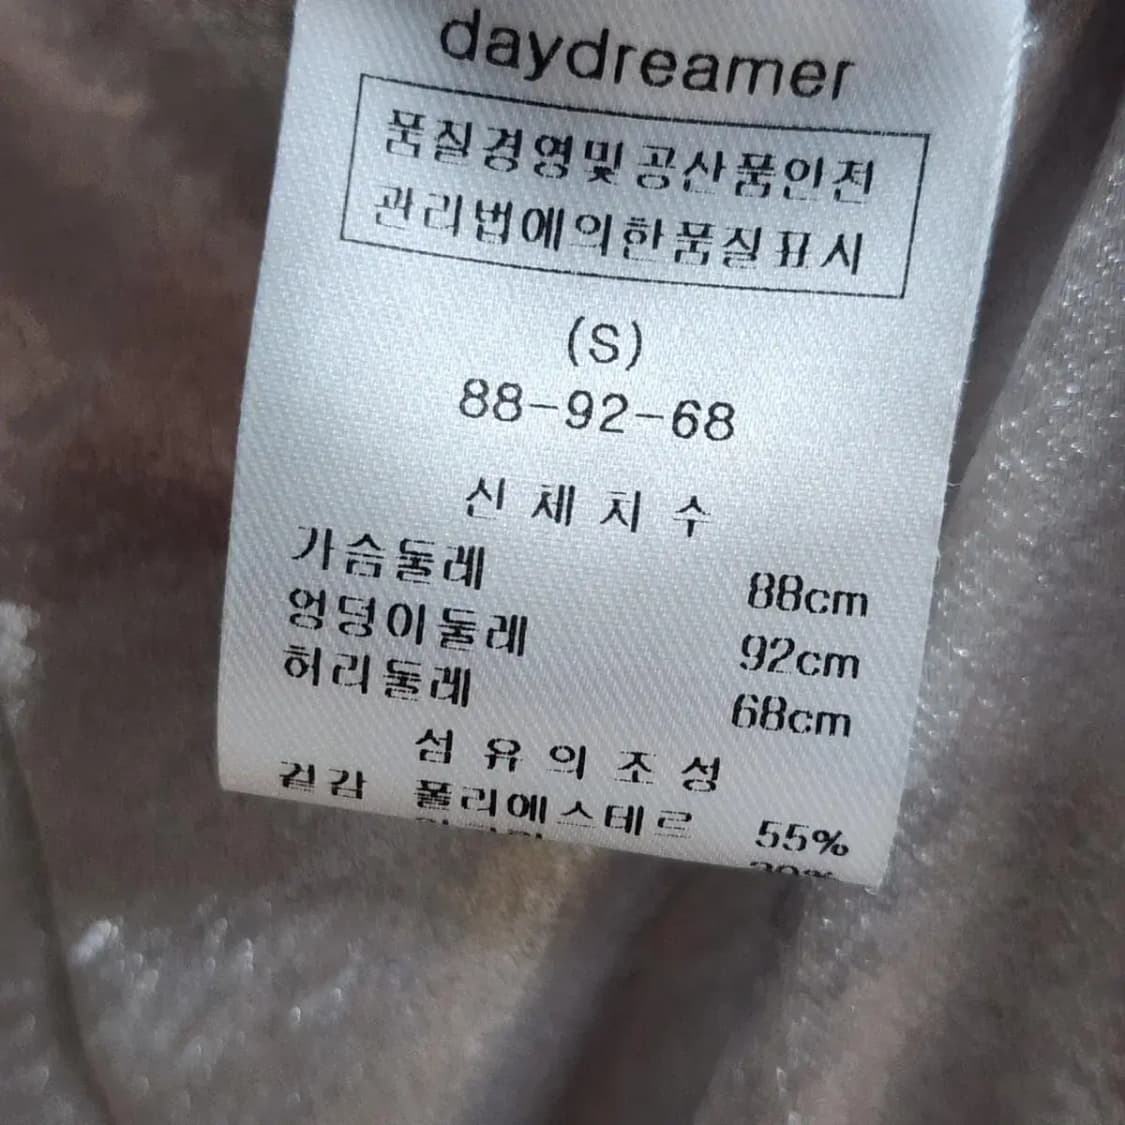 daydreamer
품질경영및공산품안전
관리법에의한품질표시
(S)
88-92-68
신체치수
가슴둘레 88cm
엉덩이둘레 92cm
허리둘레 68cm
섬유의조성
겉감 폴리에스테르 55%